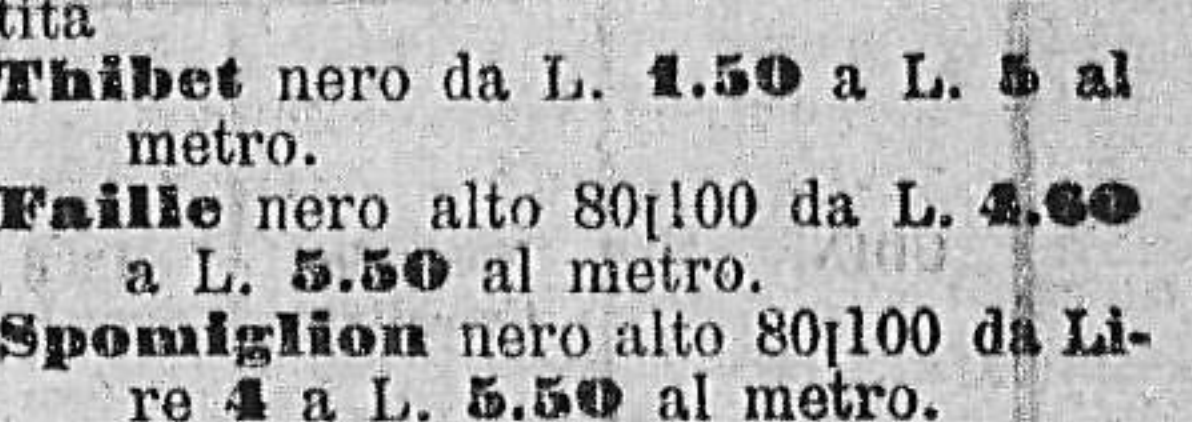 tita
Thibet nero da L. 1.50 a L. 5 al
metro.
Faille nero alto 80[100 da L. 4.60
a L. 5.50 al metro.
Spomiglion nero alto 80[100 da Li-
re 4 a L. 5.50 al metro.